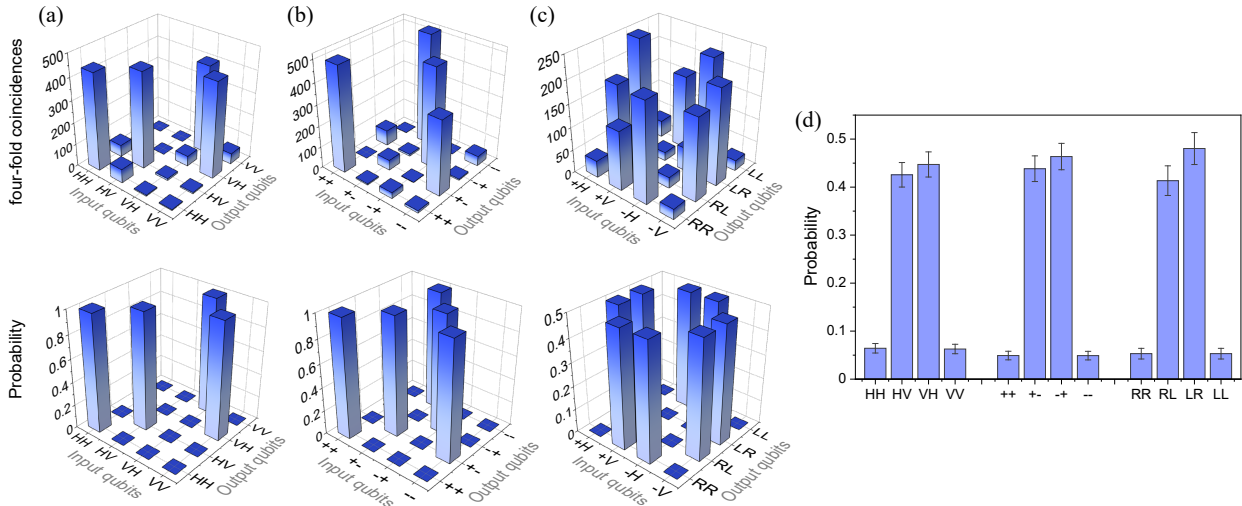 (a)
(b)
(c)
four-fold coincidences
500
400
300
200
100
0
HH
HV
VH
VV
Input qubits
HH
HV
VH
VV
Output qubits
500
400
300
200
100
0
++
+-
-+
--
Input qubits
++
+-
-+
--
Output qubits
250
200
150
100
50
0
+H
+V
-H
-V
Input qubits
RR
RL
LR
LL
Output qubits
(d)
Probability
0.5
0.4
0.3
0.2
0.1
0
HH HV VH VV ++ +- -+ -- RR RL LR LL
Probability
1
0.8
0.6
0.4
0.2
0
HH
HV
VH
VV
Input qubits
HH
HV
VH
VV
Output qubits
1
0.8
0.6
0.4
0.2
0
++
+-
-+
--
Input qubits
++
+-
-+
--
Output qubits
0.5
0.4
0.3
0.2
0.1
0
+H
+V
-H
-V
Input qubits
RR
RL
LR
LL
Output qubits